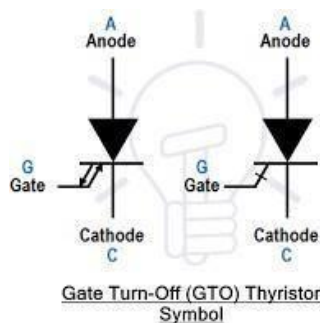 A
Anode
G
Gate
Cathode
C
A
Anode
G
Gate
Cathode
C
Gate Turn-Off (GTO) Thyristor
Symbol